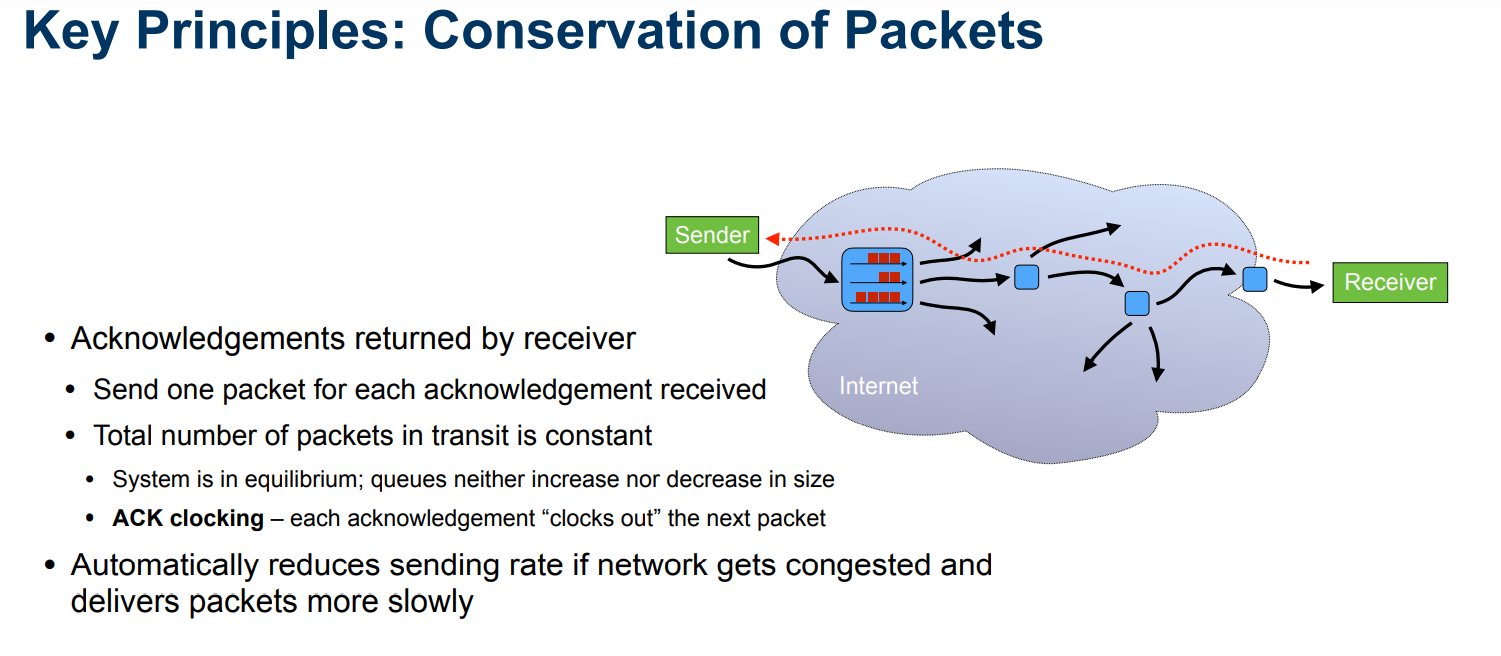 Key Principles: Conservation of Packets
Sender
Receiver
Internet
• Acknowledgements returned by receiver
• Send one packet for each acknowledgement received
• Total number of packets in transit is constant
• System is in equilibrium; queues neither increase nor decrease in size
• ACK clocking – each acknowledgement “clocks out” the next packet
• Automatically reduces sending rate if network gets congested and
delivers packets more slowly